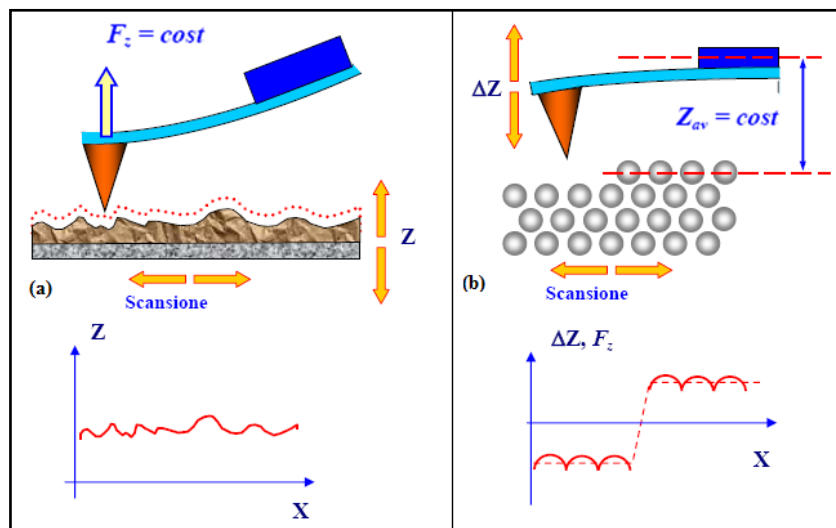 F_z = cost
Z
(a)
Scansione
Z
X
ΔZ
Z_av = cost
(b)
Scansione
ΔZ, F_z
X